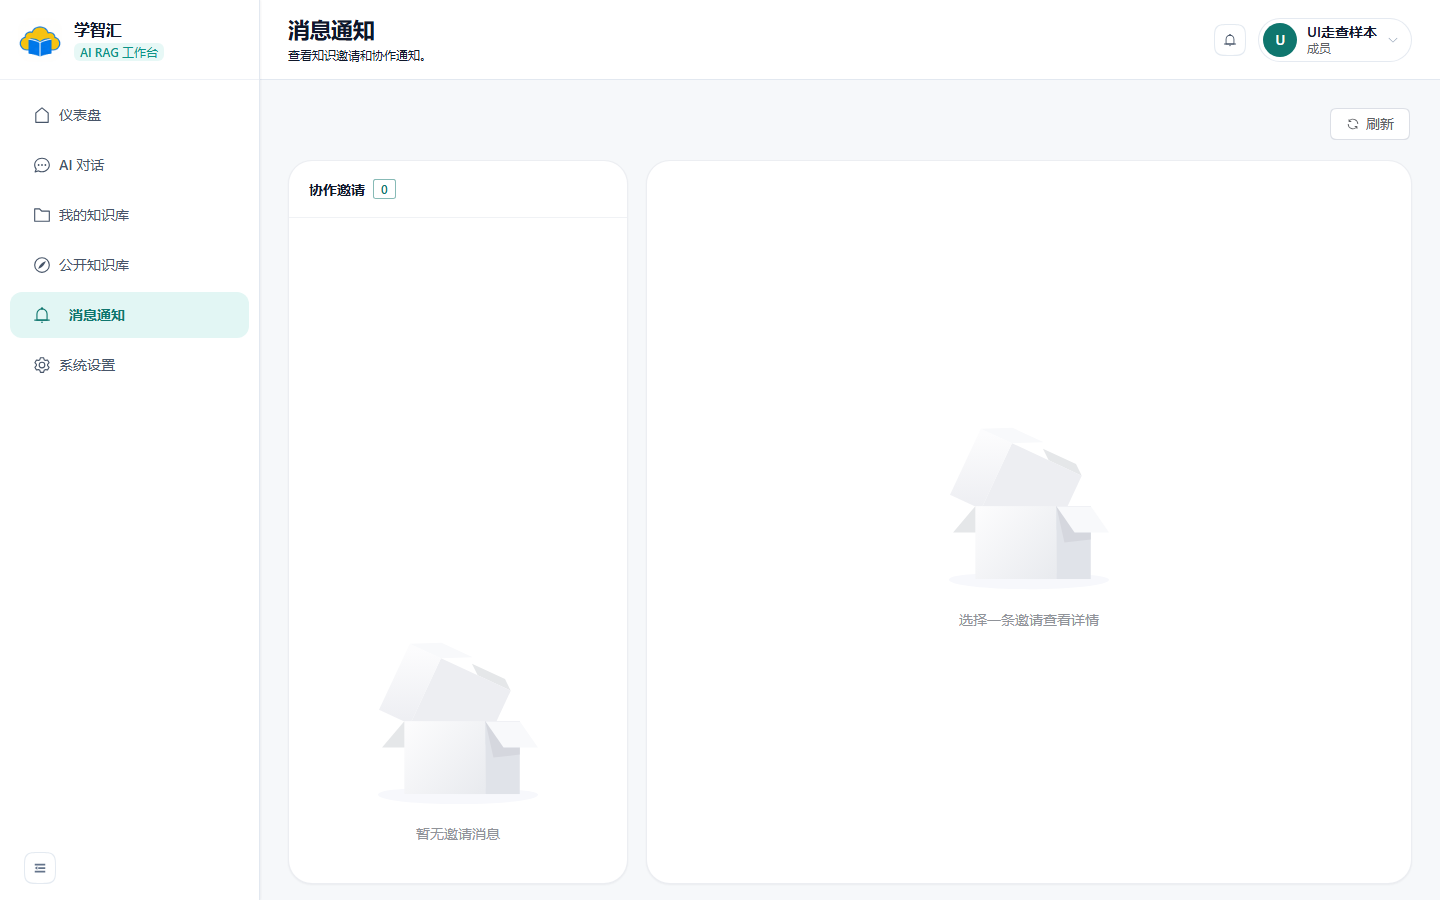 学智汇
AI RAG 工作台
仪表盘
AI 对话
我的知识库
公开知识库
消息通知
系统设置
消息通知
查看知识邀请和协作通知。
U
UI走查样本
成员
刷新
协作邀请 0
暂无邀请消息
选择一条邀请查看详情